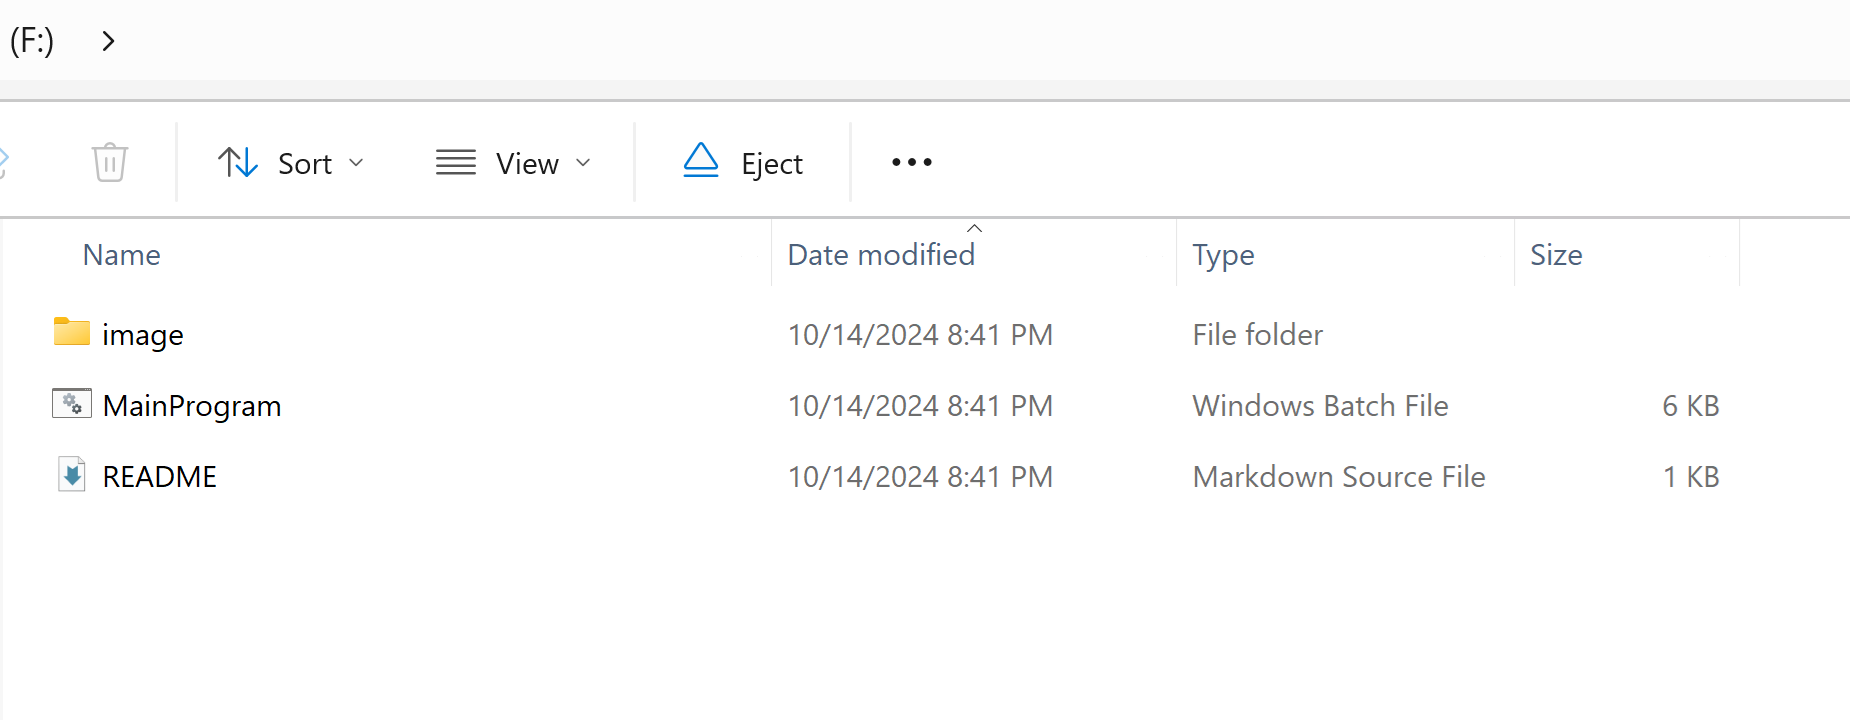 (F:) >
Sort View Eject •••
Name Date modified Type Size
image 10/14/2024 8:41 PM File folder
MainProgram 10/14/2024 8:41 PM Windows Batch File 6 KB
README 10/14/2024 8:41 PM Markdown Source File 1 KB